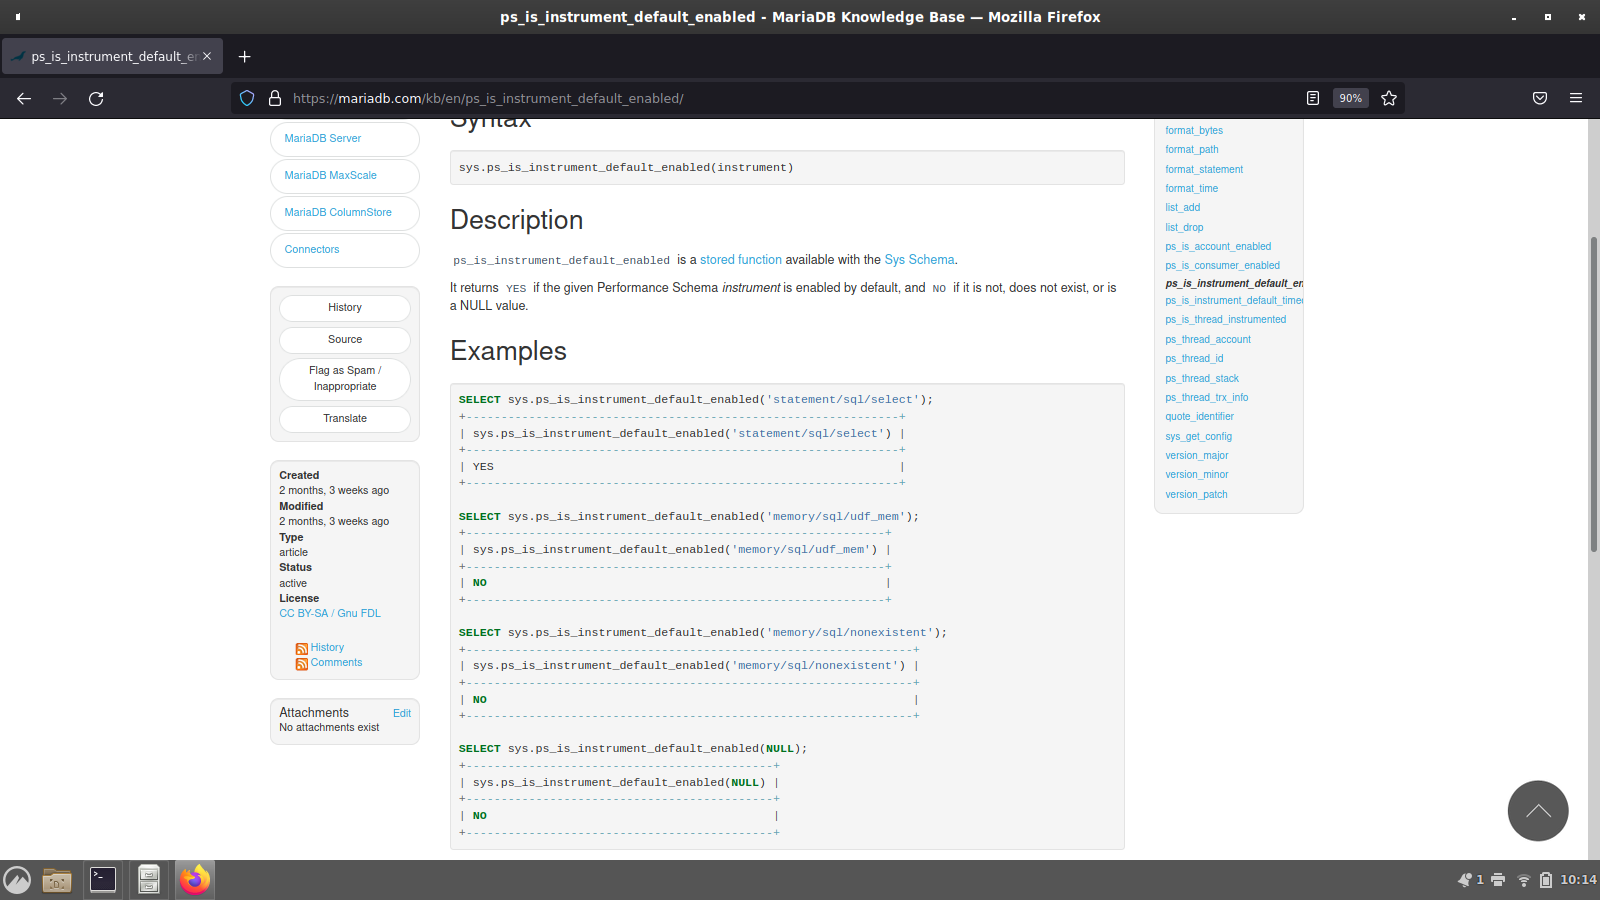 ps_is_instrument_default_enabled - MariaDB Knowledge Base — Mozilla Firefox
ps_is_instrument_default_en
https://mariadb.com/kb/en/ps_is_instrument_default_enabled/
90%
MariaDB Server
MariaDB MaxScale
MariaDB ColumnStore
Connectors
History
Source
Flag as Spam /
Inappropriate
Translate
Created
2 months, 3 weeks ago
Modified
2 months, 3 weeks ago
Type
article
Status
active
License
CC BY-SA / Gnu FDL
History
Comments
Attachments
Edit
No attachments exist
Syntax
sys.ps_is_instrument_default_enabled(instrument)
Description
ps_is_instrument_default_enabled is a stored function available with the Sys Schema.
It returns YES if the given Performance Schema instrument is enabled by default, and NO if it is not, does not exist, or is
a NULL value.
Examples
SELECT sys.ps_is_instrument_default_enabled('statement/sql/select');
+--------------------------------------------------------------+
| sys.ps_is_instrument_default_enabled('statement/sql/select') |
+--------------------------------------------------------------+
| YES                                                          |
+--------------------------------------------------------------+
SELECT sys.ps_is_instrument_default_enabled('memory/sql/udf_mem');
+------------------------------------------------------------+
| sys.ps_is_instrument_default_enabled('memory/sql/udf_mem') |
+------------------------------------------------------------+
| NO                                                         |
+------------------------------------------------------------+
SELECT sys.ps_is_instrument_default_enabled('memory/sql/nonexistent');
+----------------------------------------------------------------+
| sys.ps_is_instrument_default_enabled('memory/sql/nonexistent') |
+----------------------------------------------------------------+
| NO                                                             |
+----------------------------------------------------------------+
SELECT sys.ps_is_instrument_default_enabled(NULL);
+--------------------------------------------+
| sys.ps_is_instrument_default_enabled(NULL) |
+--------------------------------------------+
| NO                                         |
+--------------------------------------------+
format_bytes
format_path
format_statement
format_time
list_add
list_drop
ps_is_account_enabled
ps_is_consumer_enabled
ps_is_instrument_default_en
ps_is_instrument_default_timed
ps_is_thread_instrumented
ps_thread_account
ps_thread_id
ps_thread_stack
ps_thread_trx_info
quote_identifier
sys_get_config
version_major
version_minor
version_patch
1
10:14